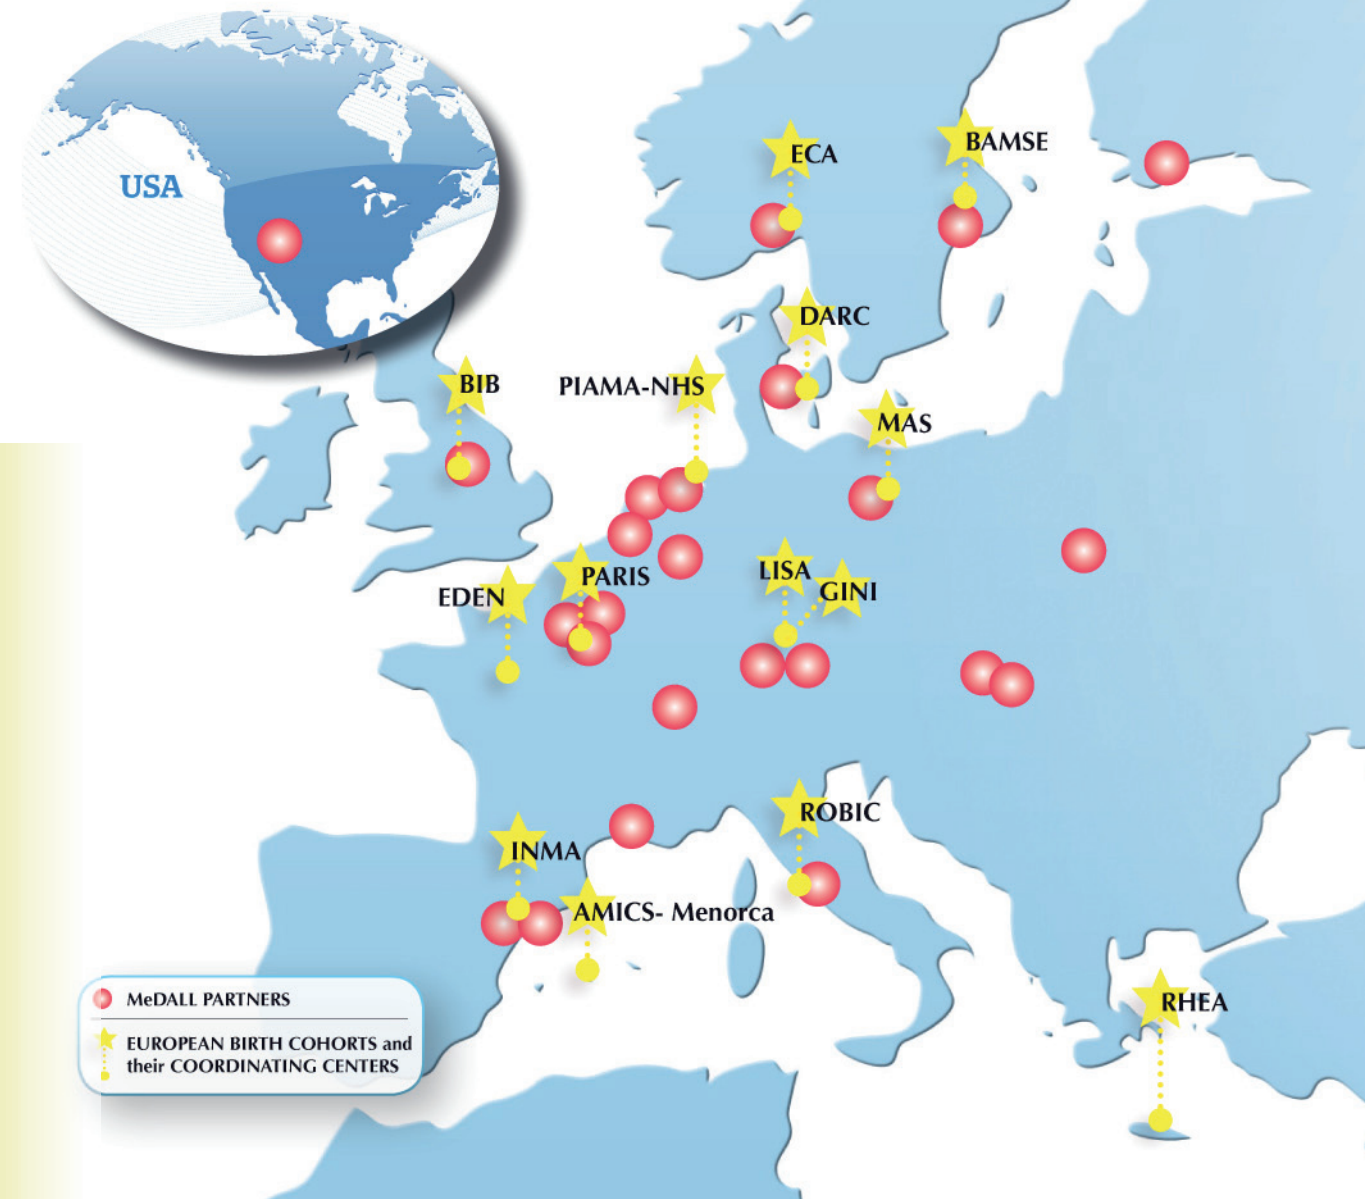 USA
ECA
BAMSE
DARC
BIB
PIAMA-NHS
MAS
LISA
PARIS
GINI
EDEN
ROBIC
INMA
AMICS- Menorca
RHEA
MeDALL PARTNERS
EUROPEAN BIRTH COHORTS and
their COORDINATING CENTERS